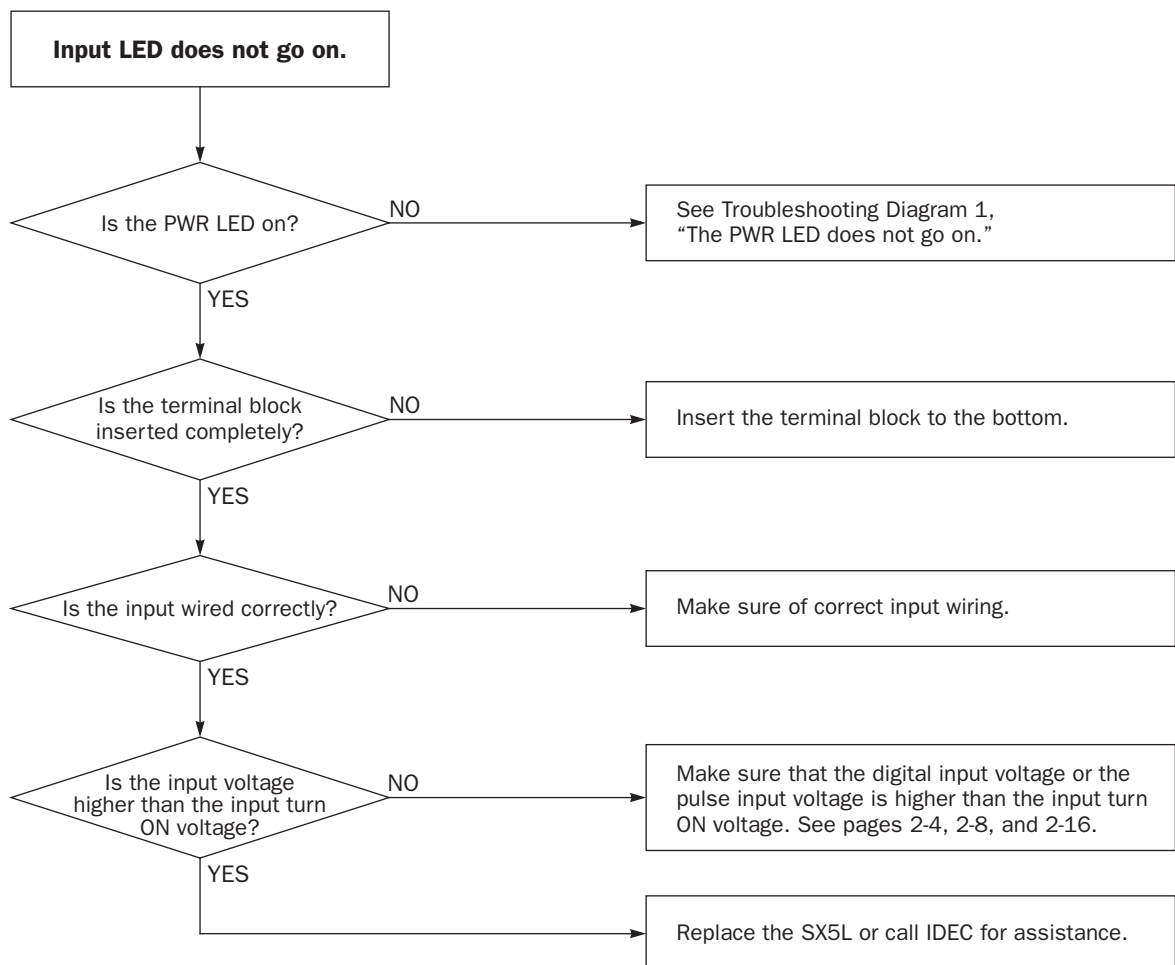 Input LED does not go on.
Is the PWR LED on?
NO
See Troubleshooting Diagram 1,
“The PWR LED does not go on.”
YES
Is the terminal block
inserted completely?
NO
Insert the terminal block to the bottom.
YES
Is the input wired correctly?
NO
Make sure of correct input wiring.
YES
Is the input voltage
higher than the input turn
ON voltage?
NO
Make sure that the digital input voltage or the
pulse input voltage is higher than the input turn
ON voltage. See pages 2-4, 2-8, and 2-16.
YES
Replace the SX5L or call IDEC for assistance.